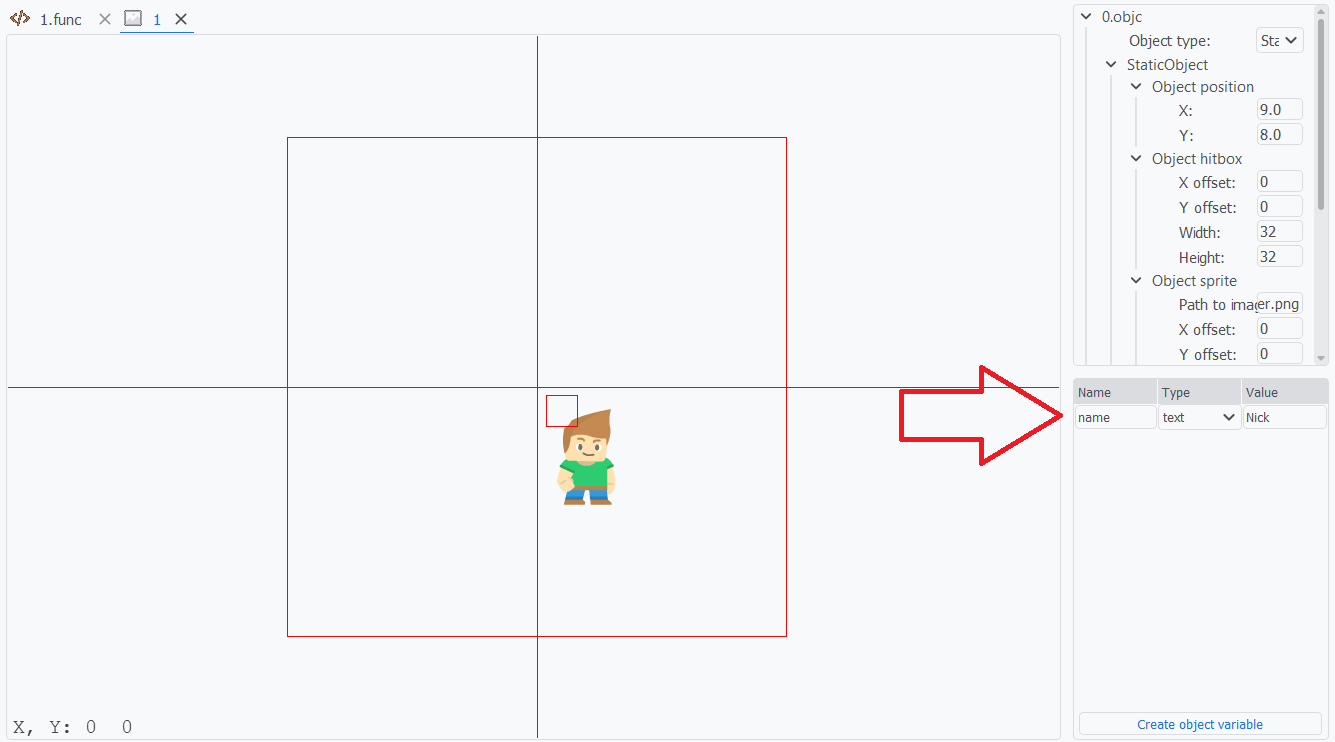 1.func
1
0.objc
Object type: Sta
StaticObject
Object position
X: 9.0
Y: 8.0
Object hitbox
X offset: 0
Y offset: 0
Width: 32
Height: 32
Object sprite
Path to imag er.png
X offset: 0
Y offset: 0
Name Type Value
name text Nick
Create object variable
X, Y: 0 0